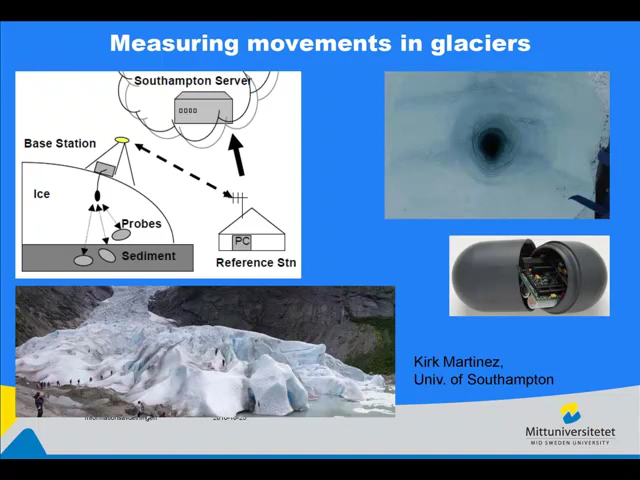 Measuring movements in glaciers
Southampton Server
Base Station
Ice
Probes
Sediment
PC
Reference Stn
Kirk Martinez,
Univ. of Southampton
Mittuniversitetet
MID SWEDEN UNIVERSITY